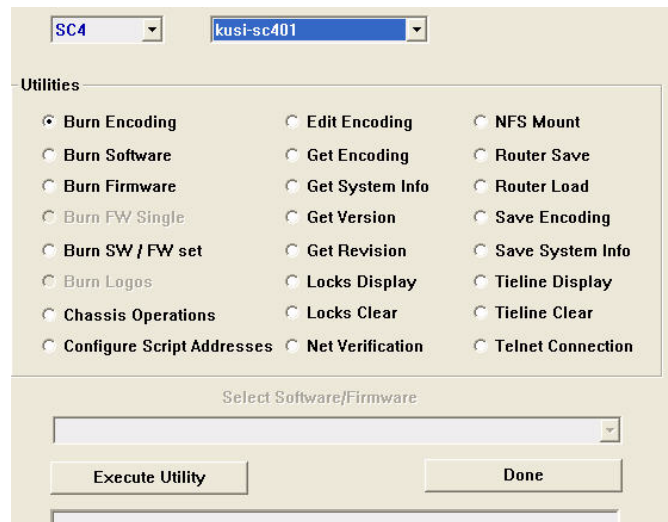 SC4 kusi-sc401
Utilities
Burn Encoding Edit Encoding NFS Mount
Burn Software Get Encoding Router Save
Burn Firmware Get System Info Router Load
Burn FW Single Get Version Save Encoding
Burn SW / FW set Get Revision Save System Info
Burn Logos Locks Display Tieline Display
Chassis Operations Locks Clear Tieline Clear
Configure Script Addresses Net Verification Telnet Connection
Select Software/Firmware
Execute Utility Done